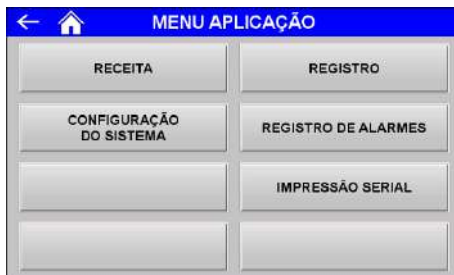 MENU APLICAÇÃO
RECEITA
REGISTRO
CONFIGURAÇÃO
DO SISTEMA
REGISTRO DE ALARMES
IMPRESSÃO SERIAL